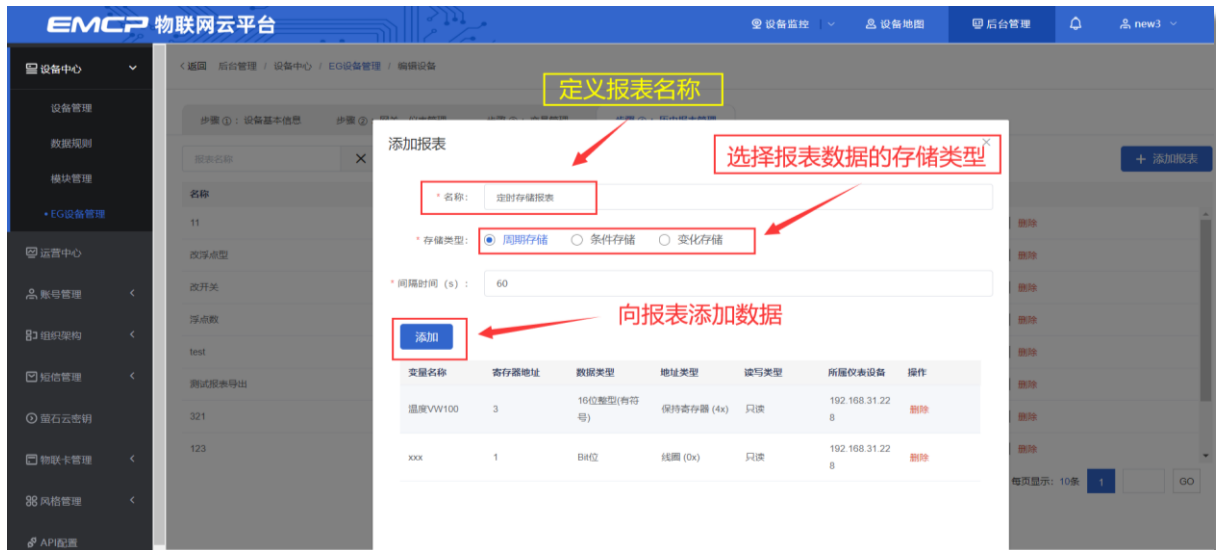 EMCP 物联网云平台
设备监控
设备地图
后台管理
new3
设备中心
设备管理
数据规则
模块管理
•EG设备管理
运营中心
账号管理
组织架构
短信管理
萤石云密钥
物联卡管理
风格管理
API配置
<返回 后台管理 / 设备中心 / EG设备管理 / 编辑设备
定义报表名称
步骤①：设备基本信息
报表名称
+ 添加报表
名称
11
改浮点型
改开关
浮点数
test
测试报表导出
321
123
添加报表
选择报表数据的存储类型
* 名称: 定时存储报表
* 存储类型: 周期存储 条件存储 变化存储
* 间隔时间（s）: 60
向报表添加数据
添加
变量名称 寄存器地址 数据类型 地址类型 读写类型 所属仪表设备 操作
温度VW100 3 16位整型(有符号) 保持寄存器 (4x) 只读 192.168.31.228 删除
xxx 1 Bit位 线圈 (0x) 只读 192.168.31.228 删除
删除
删除
删除
删除
删除
删除
删除
删除
每页显示: 10条 1 GO